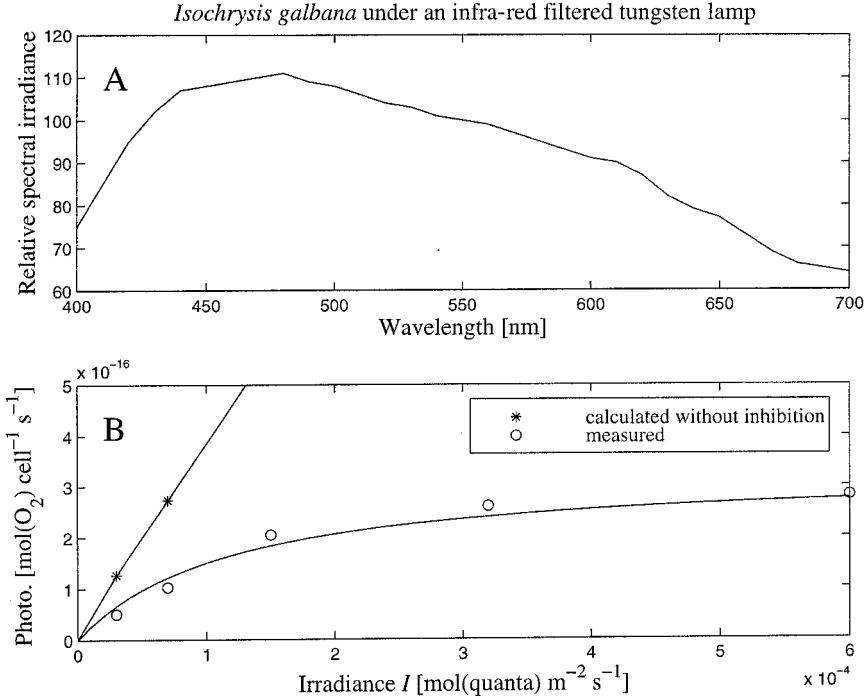 Isochrysis galbana under an infra-red filtered tungsten lamp
120
110
100
90
80
70
60
A
Relative spectral irradiance
400 450 500 550 600 650 700
Wavelength [nm]
x 10⁻¹⁶
5
4
3
2
1
0
B
Photo. [mol(O₂) cell⁻¹ s⁻¹]
calculated without inhibition
measured
0 1 2 3 4 5 6
x 10⁻⁴
Irradiance I [mol(quanta) m⁻² s⁻¹]